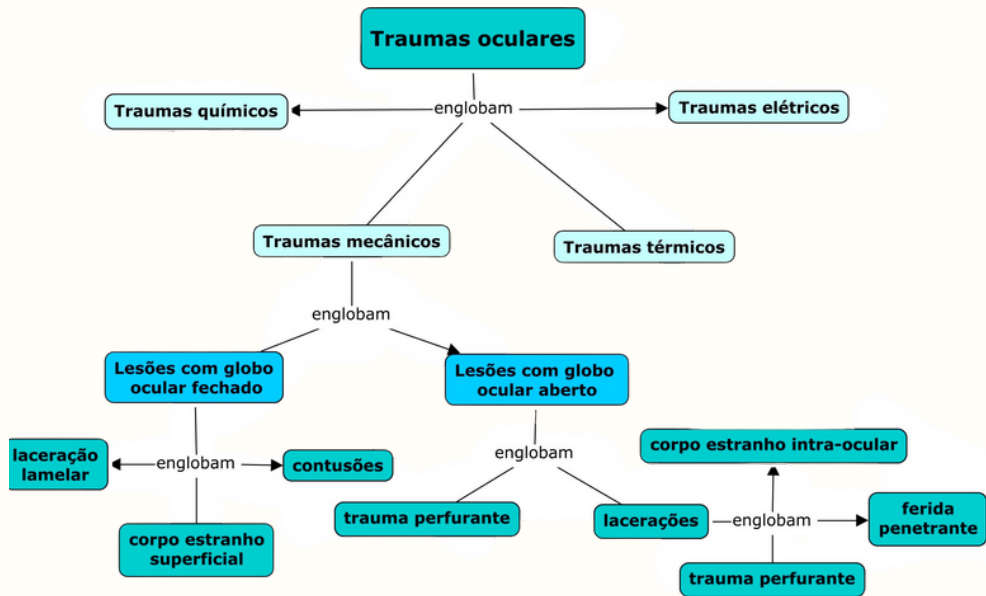 Traumas oculares
englobam
Traumas químicos
Traumas elétricos
Traumas mecânicos
Traumas térmicos
englobam
Lesões com globo
ocular fechado
Lesões com globo
ocular aberto
englobam
laceração
lamelar
contusões
corpo estranho
superficial
englobam
trauma perfurante
lacerações
englobam
corpo estranho intra-ocular
ferida
penetrante
trauma perfurante